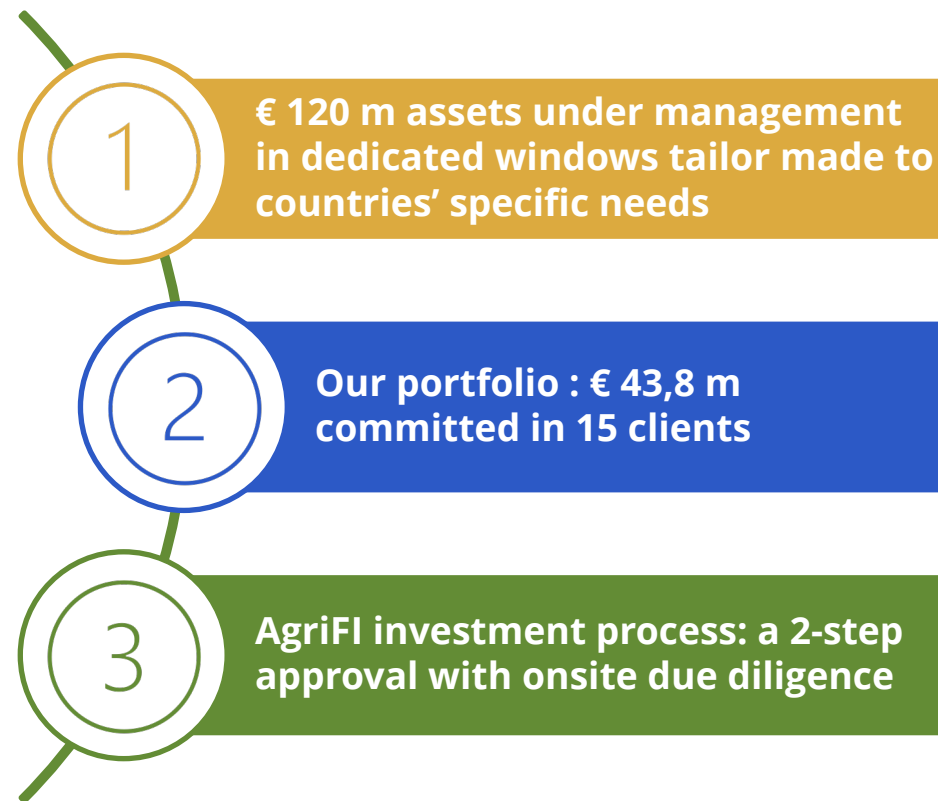 1
€ 120 m assets under management
in dedicated windows tailor made to
countries’ specific needs
2
Our portfolio : € 43,8 m
committed in 15 clients
3
AgriFI investment process: a 2-step
approval with onsite due diligence